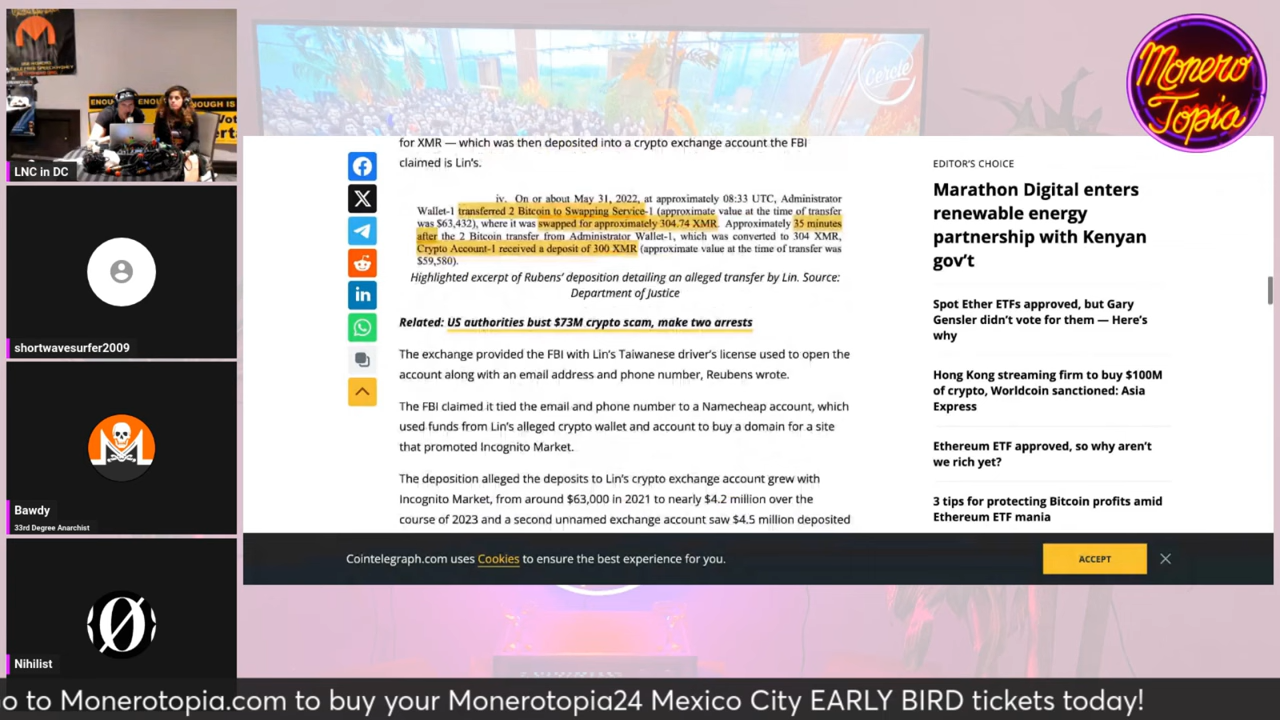 LNC in DC
shortwavesurfer2009
Bawdy
33rd Degree Anarchist
Nihilist
Cercle
Monero
Topia
for XMR — which was then deposited into a crypto exchange account the FBI
claimed is Lin's.
iv. On or about May 31, 2022, at approximately 08:33 UTC, Administrator
Wallet-1 transferred 2 Bitcoin to Swapping Service-1 (approximate value at the time of transfer
was $63,432), where it was swapped for approximately 304.74 XMR. Approximately 35 minutes
after the 2 Bitcoin transfer from Administrator Wallet-1, which was converted to 304 XMR,
Crypto Account-1 received a deposit of 300 XMR (approximate value at the time of transfer was
$59,580).
Highlighted excerpt of Rubens' deposition detailing an alleged transfer by Lin. Source:
Department of Justice
Related: US authorities bust $73M crypto scam, make two arrests
The exchange provided the FBI with Lin's Taiwanese driver's license used to open the
account along with an email address and phone number, Reubens wrote.
The FBI claimed it tied the email and phone number to a Namecheap account, which
used funds from Lin's alleged crypto wallet and account to buy a domain for a site
that promoted Incognito Market.
The deposition alleged the deposits to Lin's crypto exchange account grew with
Incognito Market, from around $63,000 in 2021 to nearly $4.2 million over the
course of 2023 and a second unnamed exchange account saw $4.5 million deposited
EDITOR'S CHOICE
Marathon Digital enters
renewable energy
partnership with Kenyan
gov't
Spot Ether ETFs approved, but Gary
Gensler didn't vote for them — Here's
why
Hong Kong streaming firm to buy $100M
of crypto, Worldcoin sanctioned: Asia
Express
Ethereum ETF approved, so why aren't
we rich yet?
3 tips for protecting Bitcoin profits amid
Ethereum ETF mania
Cointelegraph.com uses Cookies to ensure the best experience for you.
ACCEPT
o to Monerotopia.com to buy your Monerotopia24 Mexico City EARLY BIRD tickets today!